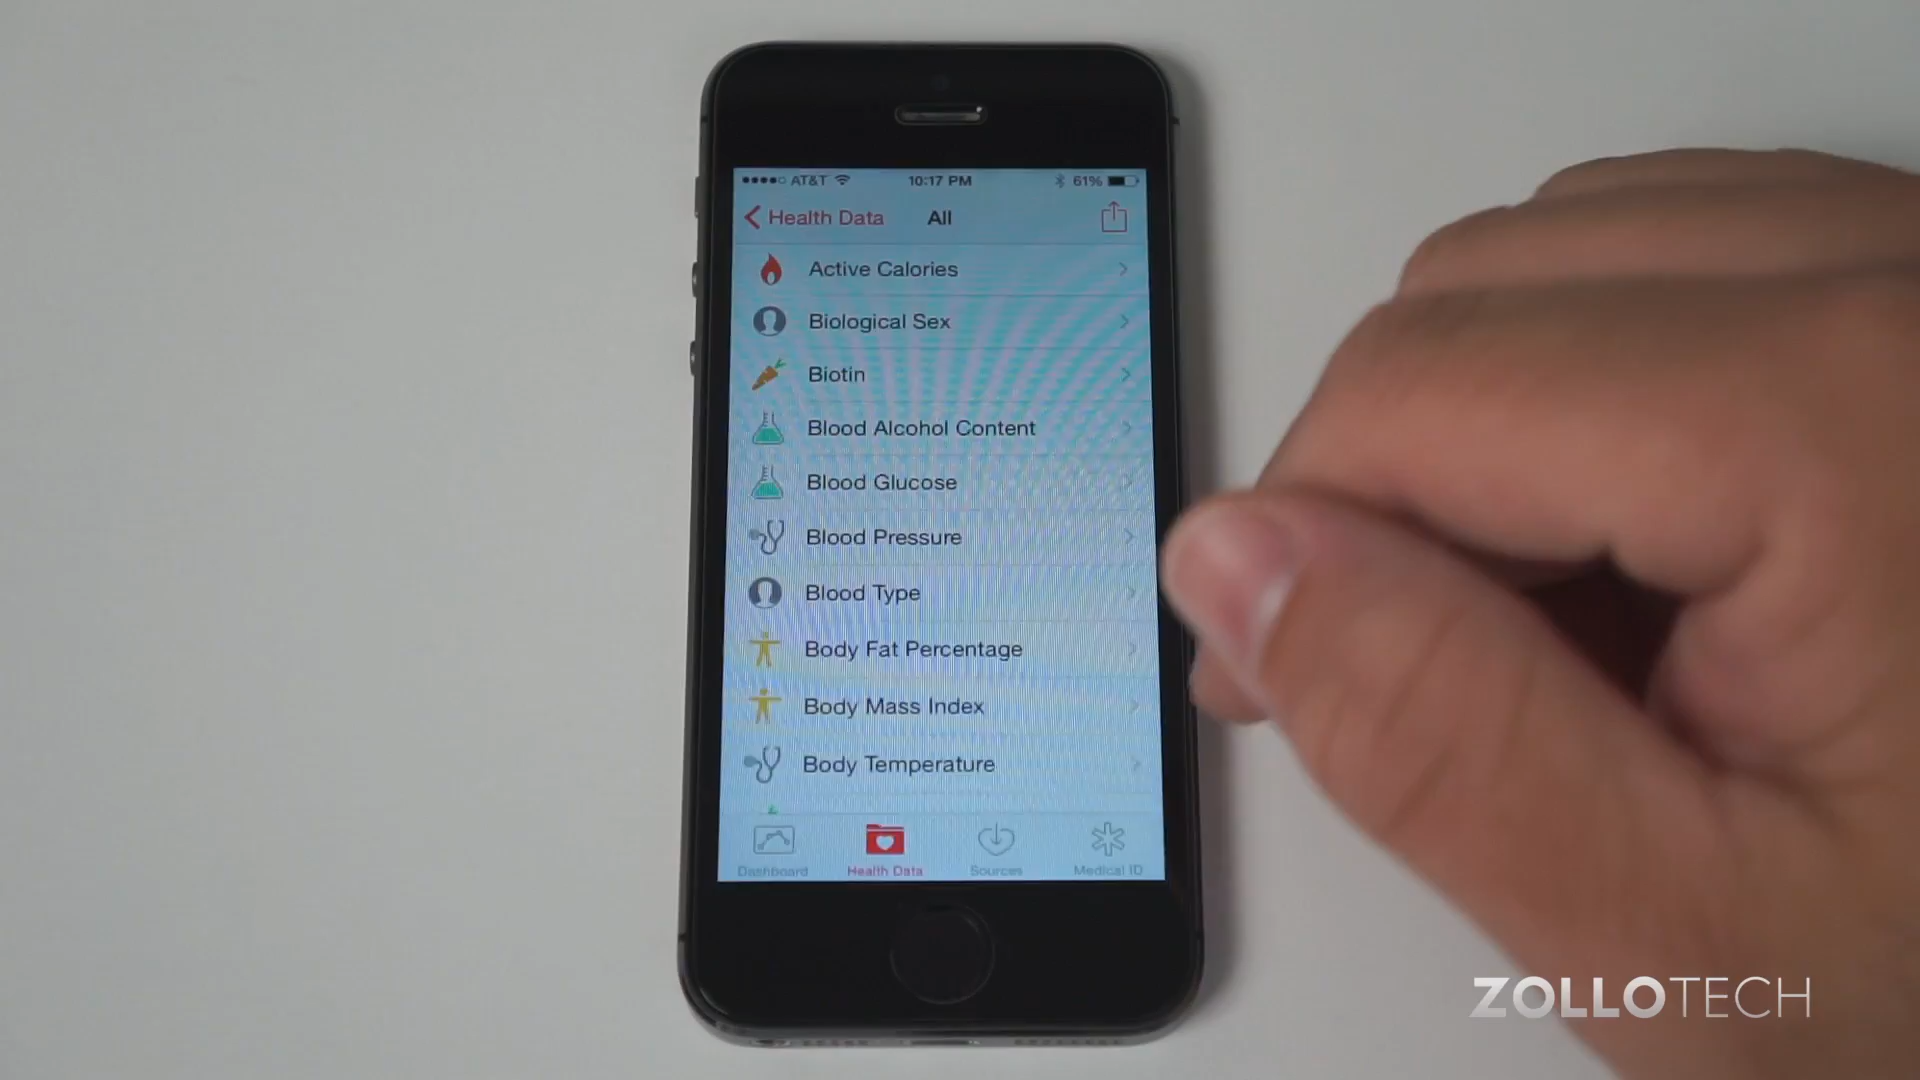 AT&T 10:17 PM 61%
Health Data All
Active Calories
Biological Sex
Biotin
Blood Alcohol Content
Blood Glucose
Blood Pressure
Blood Type
Body Fat Percentage
Body Mass Index
Body Temperature
Dashboard Health Data Sources Medical ID
ZOLLOTECH